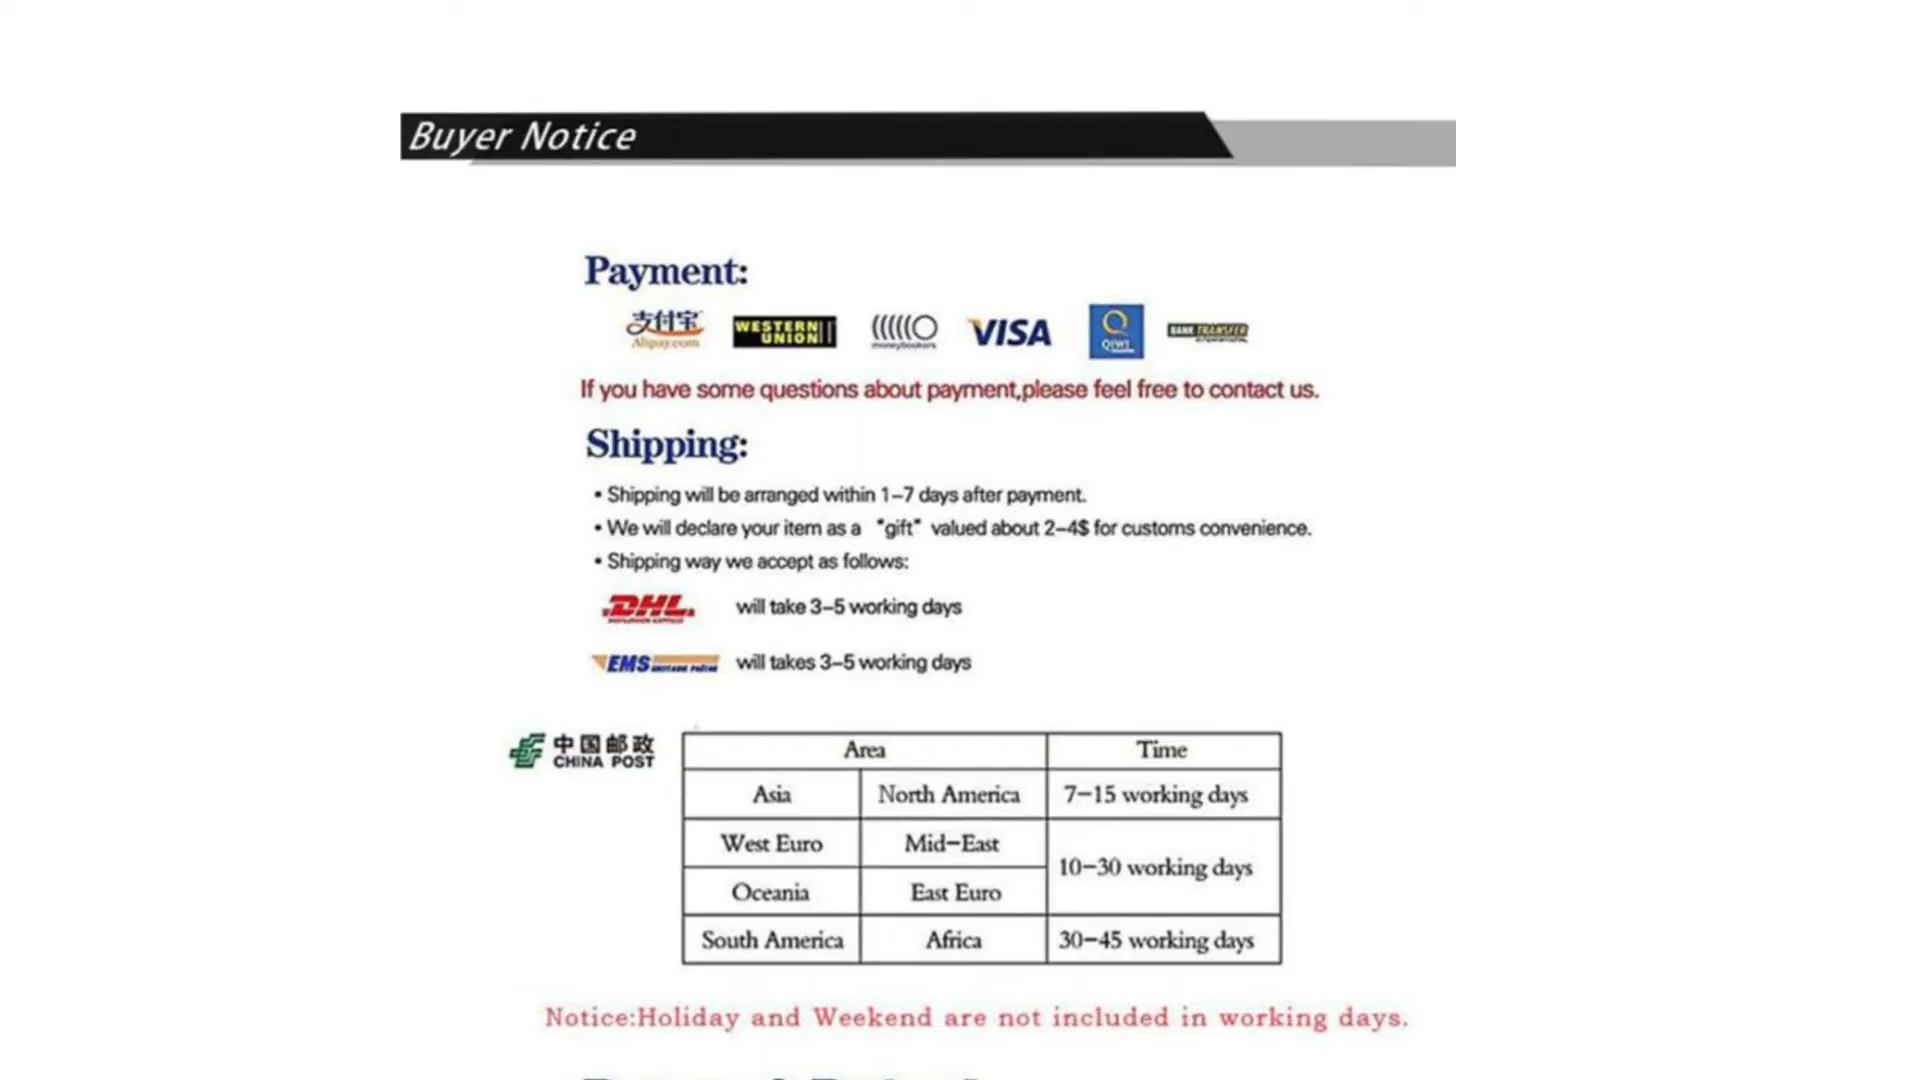 Buyer Notice
Payment:
支付宝
Alipay.com
WESTERN
UNION
moneybookers
VISA
QIWI
BANK TRANSFER
INTERNATIONAL
If you have some questions about payment,please feel free to contact us.
Shipping:
• Shipping will be arranged within 1-7 days after payment.
• We will declare your item as a "gift" valued about 2-4$ for customs convenience.
• Shipping way we accept as follows:
DHL will take 3-5 working days
EMS will takes 3-5 working days
中国邮政
CHINA POST
Area Time
Asia North America 7-15 working days
West Euro Mid-East
10-30 working days
Oceania East Euro
South America Africa 30-45 working days
Notice:Holiday and Weekend are not included in working days.